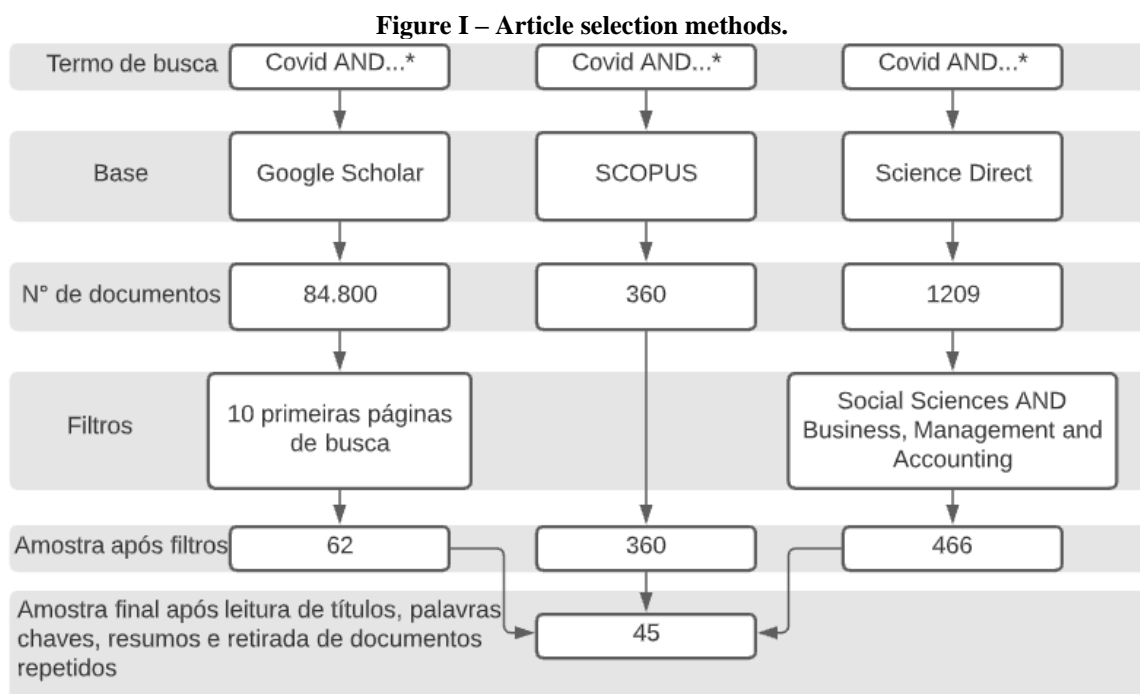 Figure I – Article selection methods.
Termo de busca
Covid AND...*
Covid AND...*
Covid AND...*
Base
Google Scholar
SCOPUS
Science Direct
N° de documentos
84.800
360
1209
Filtros
10 primeiras páginas
de busca
Social Sciences AND
Business, Management and
Accounting
Amostra após filtros
62
360
466
Amostra final após leitura de títulos, palavras
chaves, resumos e retirada de documentos
repetidos
45